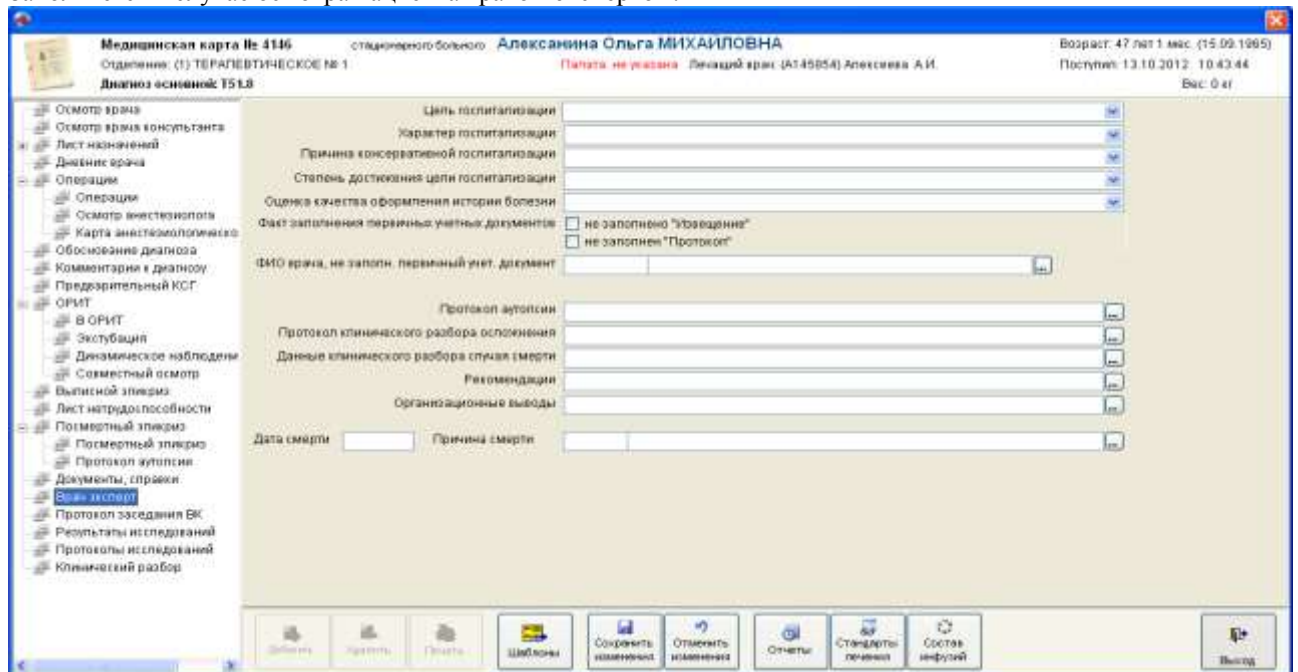 Медицинская карта № 4146 стационарного больного Алексанина Ольга МИХАЙЛОВНА Возраст: 47 лет 1 мес. (15.09.1965)
Отделение: (1) ТЕРАПЕВТИЧЕСКОЕ № 1 Палата не указана Лечащий врач: (А145854) Алексеева А.И. Поступил: 13.10.2012 10:43:44
Диагноз основной: T51.8 Вес: 0 кг
Осмотр врача
Осмотр врача консультанта
Лист назначений
Дневник врача
Операции
Операции
Осмотр анестезиолога
Карта анестезиологическо
Обоснование диагноза
Комментарии к диагнозу
Предварительный КСГ
ОРИТ
В ОРИТ
Экстубация
Динамическое наблюдени
Совместный осмотр
Выписной эпикриз
Лист нетрудоспособности
Посмертный эпикриз
Посмертный эпикриз
Протокол аутопсии
Документы, справки
Врач эксперт
Протокол заседания ВК
Результаты исследований
Протоколы исследований
Клинический разбор
Цель госпитализации
Характер госпитализации
Причина консервативной госпитализации
Степень достижения цели госпитализации
Оценка качества оформления истории болезни
Факт заполнения первичных учетных документов не заполнено "Извещение"
не заполнен "Протокол"
ФИО врача, не заполн. первичный учет. документ ...
Протокол аутопсии ...
Протокол клинического разбора осложнения ...
Данные клинического разбора случая смерти ...
Рекомендации ...
Организационные выводы ...
Дата смерти Причина смерти ...
Добавить Удалить Печать Шаблоны Сохранить изменения Отменить изменения Отчеты Стандарты лечения Состав инфузий Выход